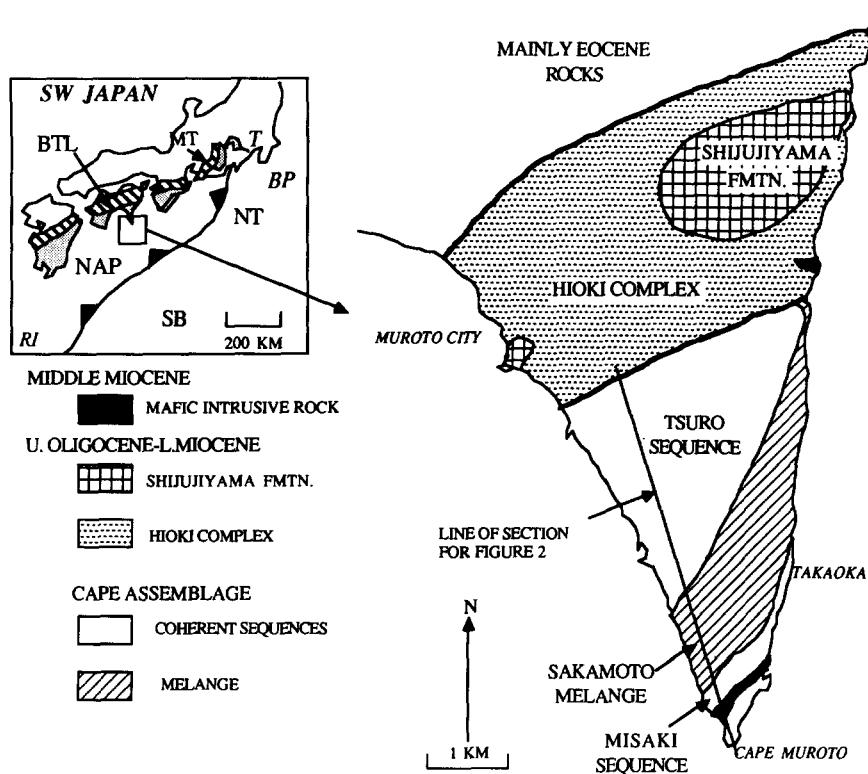 SW JAPAN
BTL
MT
T
BP
NT
NAP
SB
RI
200 KM
MIDDLE MIOCENE
MAFIC INTRUSIVE ROCK
U. OLIGOCENE-L.MIOCENE
SHIJUJIYAMA FMTN.
HIOKI COMPLEX
CAPE ASSEMBLAGE
COHERENT SEQUENCES
MELANGE
MAINLY EOCENE
ROCKS
SHIJUJIYAMA
FMTN.
HIOKI COMPLEX
MUROTO CITY
TSURO
SEQUENCE
LINE OF SECTION
FOR FIGURE 2
TAKAOKA
N
SAKAMOTO
MELANGE
MISAKI
SEQUENCE
CAPE MUROTO
1 KM